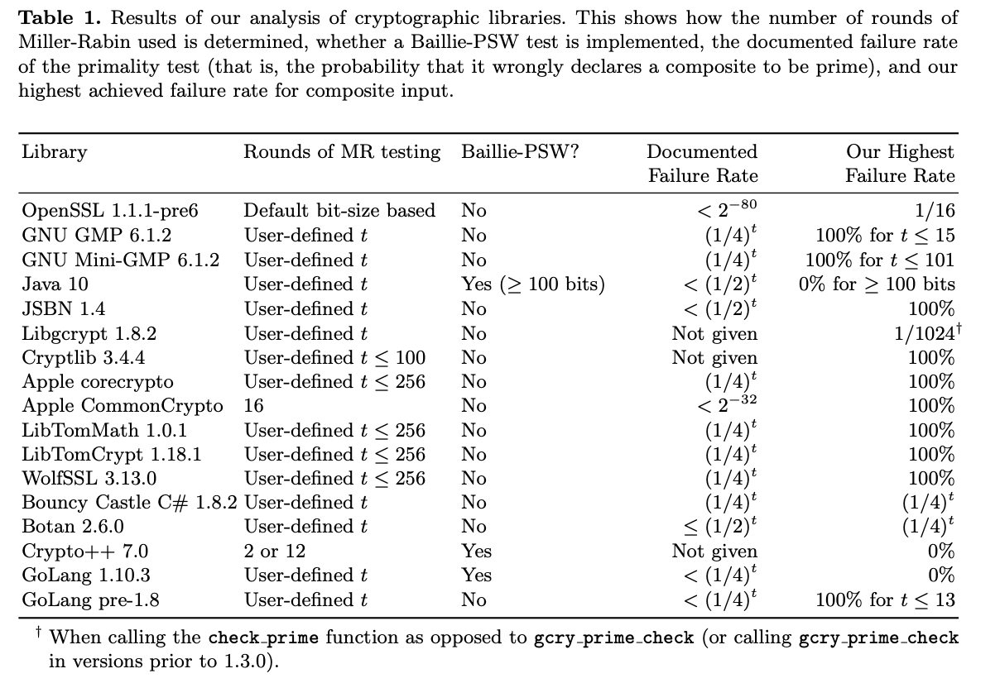 Table 1. Results of our analysis of cryptographic libraries. This shows how the number of rounds of
Miller-Rabin used is determined, whether a Baillie-PSW test is implemented, the documented failure rate
of the primality test (that is, the probability that it wrongly declares a composite to be prime), and our
highest achieved failure rate for composite input.
Library Rounds of MR testing Baillie-PSW? Documented Our Highest
Failure Rate Failure Rate
OpenSSL 1.1.1-pre6 Default bit-size based No < 2⁻⁸⁰ 1/16
GNU GMP 6.1.2 User-defined t No (1/4)ᵗ 100% for t ≤ 15
GNU Mini-GMP 6.1.2 User-defined t No (1/4)ᵗ 100% for t ≤ 101
Java 10 User-defined t Yes (≥ 100 bits) < (1/2)ᵗ 0% for ≥ 100 bits
JSBN 1.4 User-defined t No < (1/2)ᵗ 100%
Libgcrypt 1.8.2 User-defined t No Not given 1/1024†
Cryptlib 3.4.4 User-defined t ≤ 100 No Not given 100%
Apple corecrypto User-defined t ≤ 256 No (1/4)ᵗ 100%
Apple CommonCrypto 16 No < 2⁻³² 100%
LibTomMath 1.0.1 User-defined t ≤ 256 No (1/4)ᵗ 100%
LibTomCrypt 1.18.1 User-defined t ≤ 256 No (1/4)ᵗ 100%
WolfSSL 3.13.0 User-defined t ≤ 256 No (1/4)ᵗ 100%
Bouncy Castle C# 1.8.2 User-defined t No (1/4)ᵗ (1/4)ᵗ
Botan 2.6.0 User-defined t No ≤ (1/2)ᵗ (1/4)ᵗ
Crypto++ 7.0 2 or 12 Yes Not given 0%
GoLang 1.10.3 User-defined t Yes < (1/4)ᵗ 0%
GoLang pre-1.8 User-defined t No < (1/4)ᵗ 100% for t ≤ 13
† When calling the check_prime function as opposed to gcry_prime_check (or calling gcry_prime_check
in versions prior to 1.3.0).